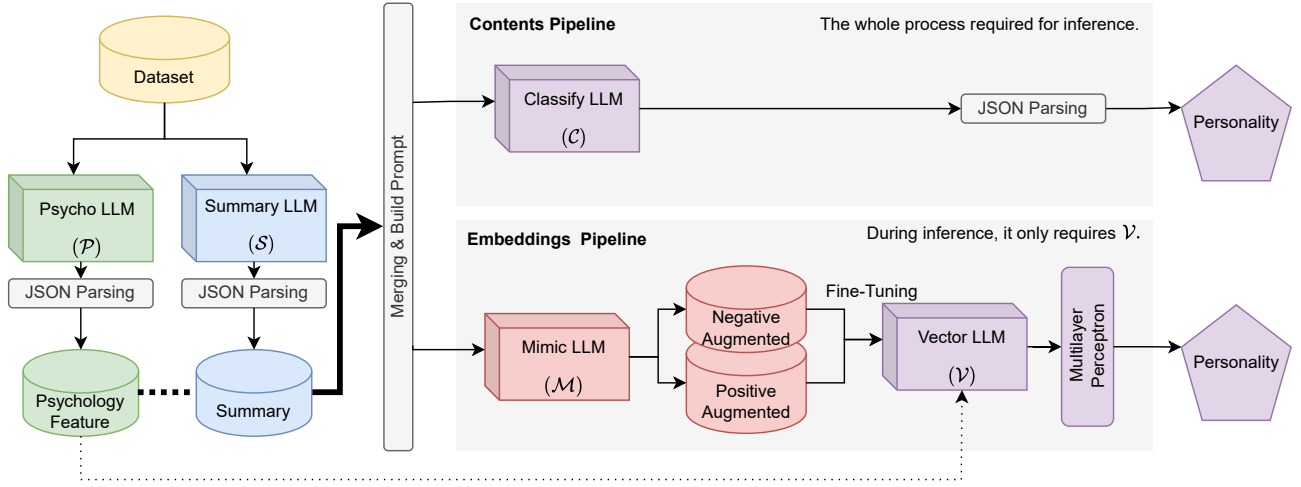 Dataset
Psycho LLM
(𝒫)
JSON Parsing
Psychology
Feature
Summary LLM
(𝒮)
JSON Parsing
Summary
Merging & Build Prompt
Contents Pipeline
The whole process required for inference.
Classify LLM
(𝒞)
JSON Parsing
Personality
Embeddings Pipeline
During inference, it only requires 𝒱.
Mimic LLM
(ℳ)
Negative
Augmented
Positive
Augmented
Fine-Tuning
Vector LLM
(𝒱)
Multilayer
Perceptron
Personality